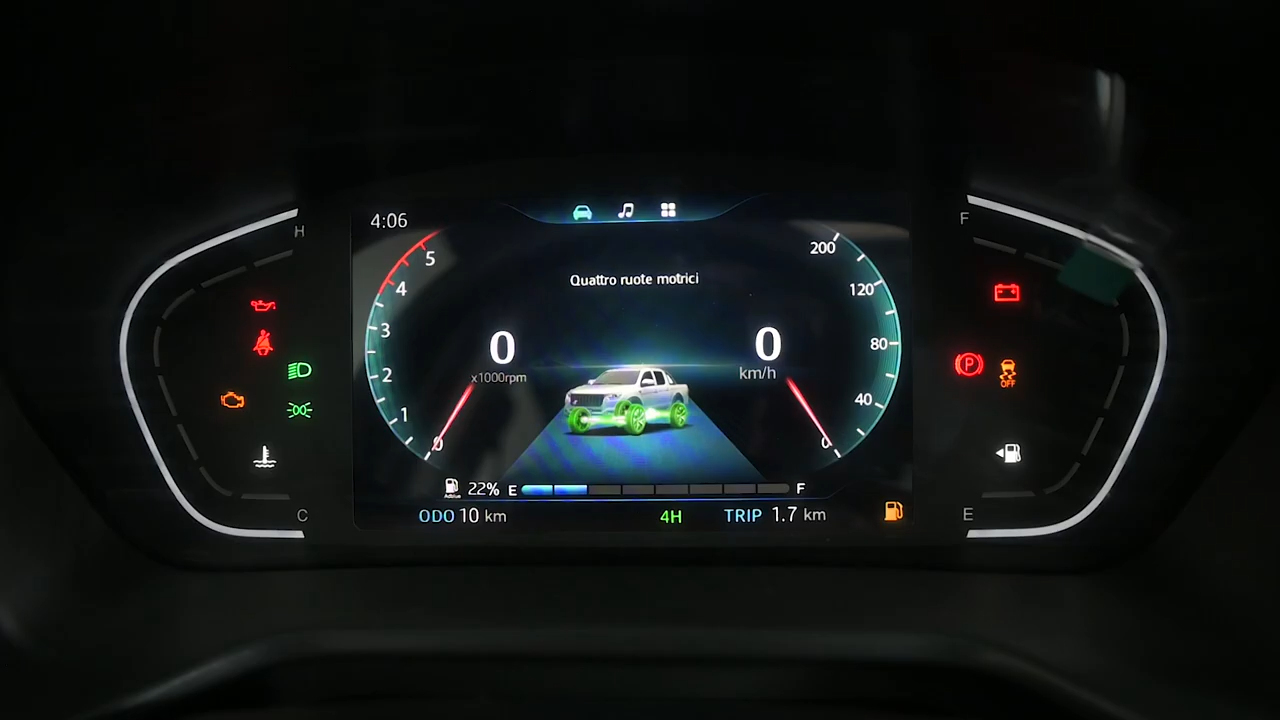 4:06
H
F
5
4
3
2
1
0
200
120
80
40
0
Quattro ruote motrici
0
x1000rpm
0
km/h
P
OFF
Adblue 22% E F
ODO 10 km 4H TRIP 1.7 km
C
E